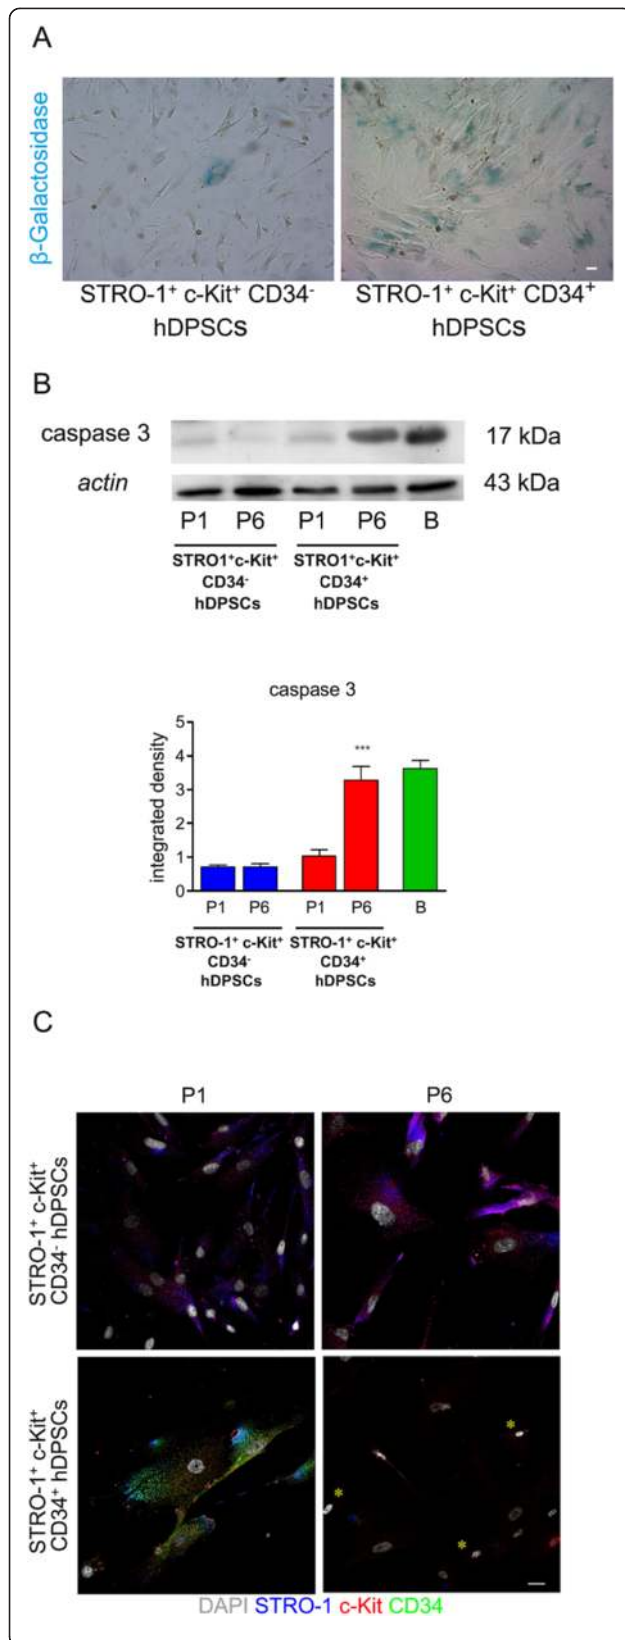 A
β-Galactosidase
STRO-1⁺ c-Kit⁺ CD34⁻
hDPSCs
STRO-1⁺ c-Kit⁺ CD34⁺
hDPSCs
B
caspase 3
17 kDa
actin
43 kDa
P1 P6 P1 P6 B
STRO1⁺c-Kit⁺
CD34⁻
hDPSCs
STRO1⁺c-Kit⁺
CD34⁺
hDPSCs
caspase 3
integrated density
5
4
3
2
1
0
***
P1 P6 P1 P6 B
STRO-1⁺ c-Kit⁺
CD34⁻
hDPSCs
STRO-1⁺ c-Kit⁺
CD34⁺
hDPSCs
C
P1 P6
STRO-1⁺ c-Kit⁺
CD34⁻ hDPSCs
STRO-1⁺ c-Kit⁺
CD34⁺ hDPSCs
*
*
*
DAPI STRO-1 c-Kit CD34